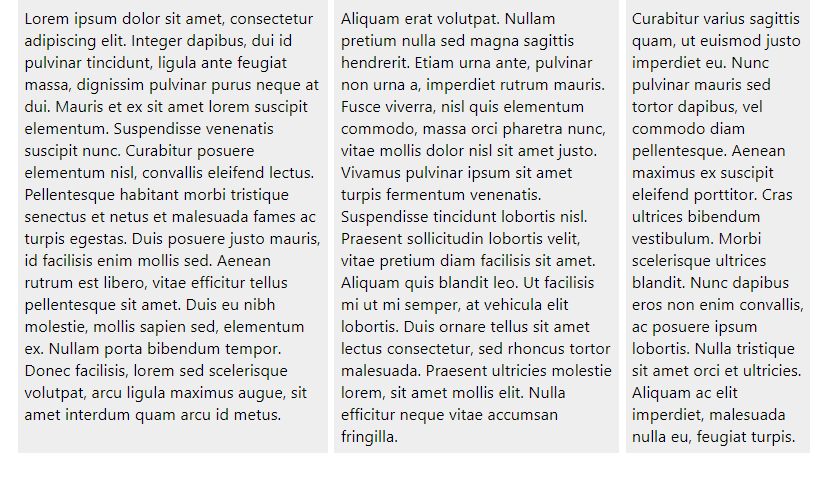 Lorem ipsum dolor sit amet, consectetur
adipiscing elit. Integer dapibus, dui id
pulvinar tincidunt, ligula ante feugiat
massa, dignissim pulvinar purus neque at
dui. Mauris et ex sit amet lorem suscipit
elementum. Suspendisse venenatis
suscipit nunc. Curabitur posuere
elementum nisl, convallis eleifend lectus.
Pellentesque habitant morbi tristique
senectus et netus et malesuada fames ac
turpis egestas. Duis posuere justo mauris,
id facilisis enim mollis sed. Aenean
rutrum est libero, vitae efficitur tellus
pellentesque sit amet. Duis eu nibh
molestie, mollis sapien sed, elementum
ex. Nullam porta bibendum tempor.
Donec facilisis, lorem sed scelerisque
volutpat, arcu ligula maximus augue, sit
amet interdum quam arcu id metus.
Aliquam erat volutpat. Nullam
pretium nulla sed magna sagittis
hendrerit. Etiam urna ante, pulvinar
non urna a, imperdiet rutrum mauris.
Fusce viverra, nisl quis elementum
commodo, massa orci pharetra nunc,
vitae mollis dolor nisl sit amet justo.
Vivamus pulvinar ipsum sit amet
turpis fermentum venenatis.
Suspendisse tincidunt lobortis nisl.
Praesent sollicitudin lobortis velit,
vitae pretium diam facilisis sit amet.
Aliquam quis blandit leo. Ut facilisis
mi ut mi semper, at vehicula elit
lobortis. Duis ornare tellus sit amet
lectus consectetur, sed rhoncus tortor
malesuada. Praesent ultricies molestie
lorem, sit amet mollis elit. Nulla
efficitur neque vitae accumsan
fringilla.
Curabitur varius sagittis
quam, ut euismod justo
imperdiet eu. Nunc
pulvinar mauris sed
tortor dapibus, vel
commodo diam
pellentesque. Aenean
maximus ex suscipit
eleifend porttitor. Cras
ultrices bibendum
vestibulum. Morbi
scelerisque ultrices
blandit. Nunc dapibus
eros non enim convallis,
ac posuere ipsum
lobortis. Nulla tristique
sit amet orci et ultricies.
Aliquam ac elit
imperdiet, malesuada
nulla eu, feugiat turpis.